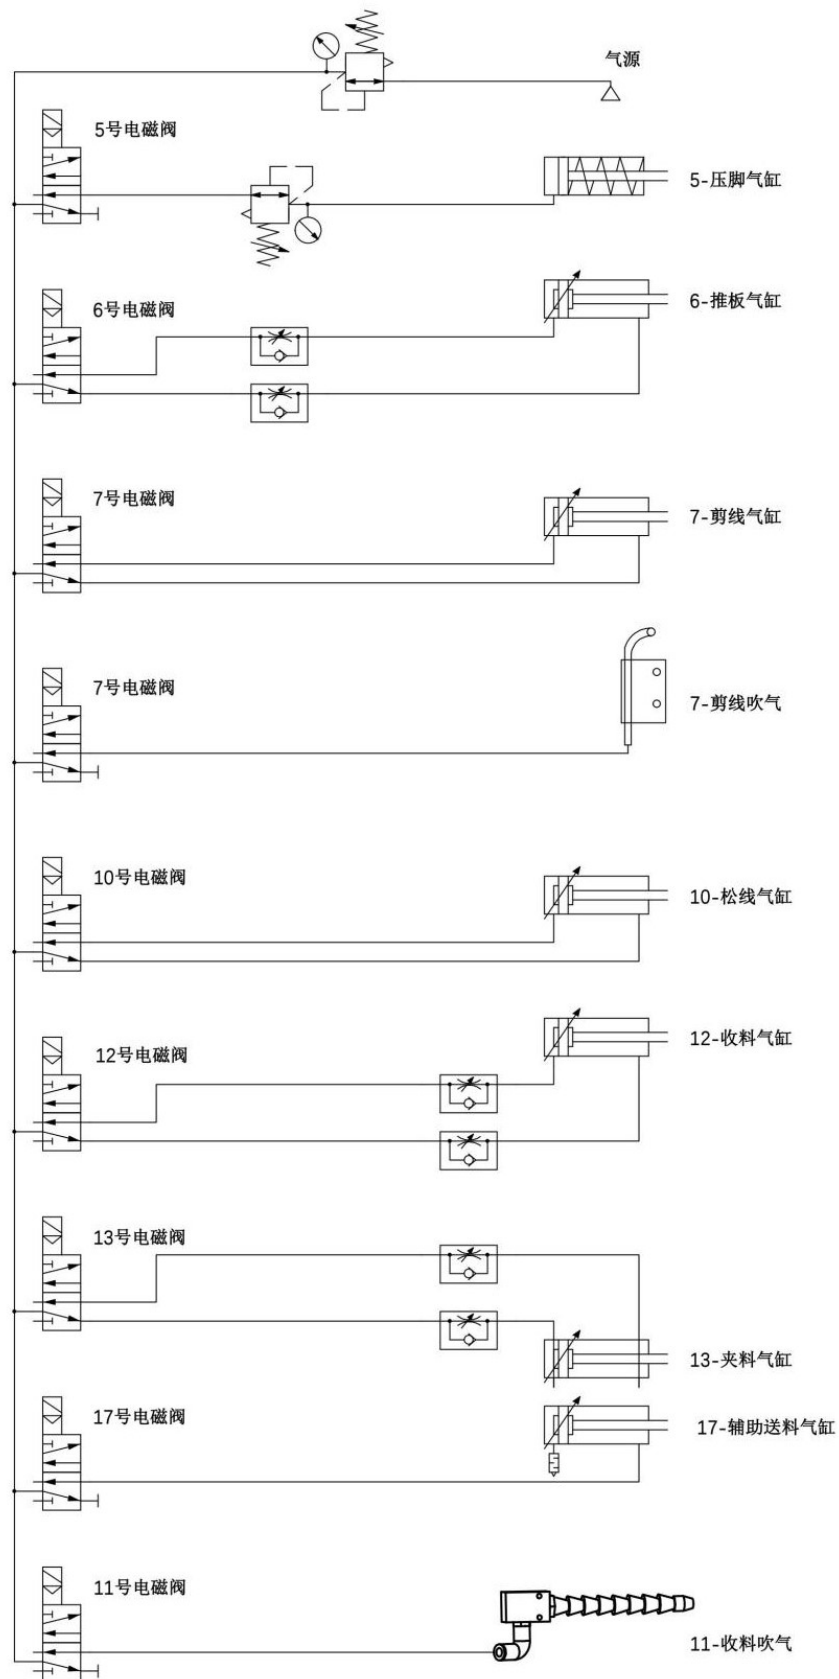 气源
5号电磁阀
5-压脚气缸
6号电磁阀
6-推板气缸
7号电磁阀
7-剪线气缸
7号电磁阀
7-剪线吹气
10号电磁阀
10-松线气缸
12号电磁阀
12-收料气缸
13号电磁阀
13-夹料气缸
17号电磁阀
17-辅助送料气缸
11号电磁阀
11-收料吹气